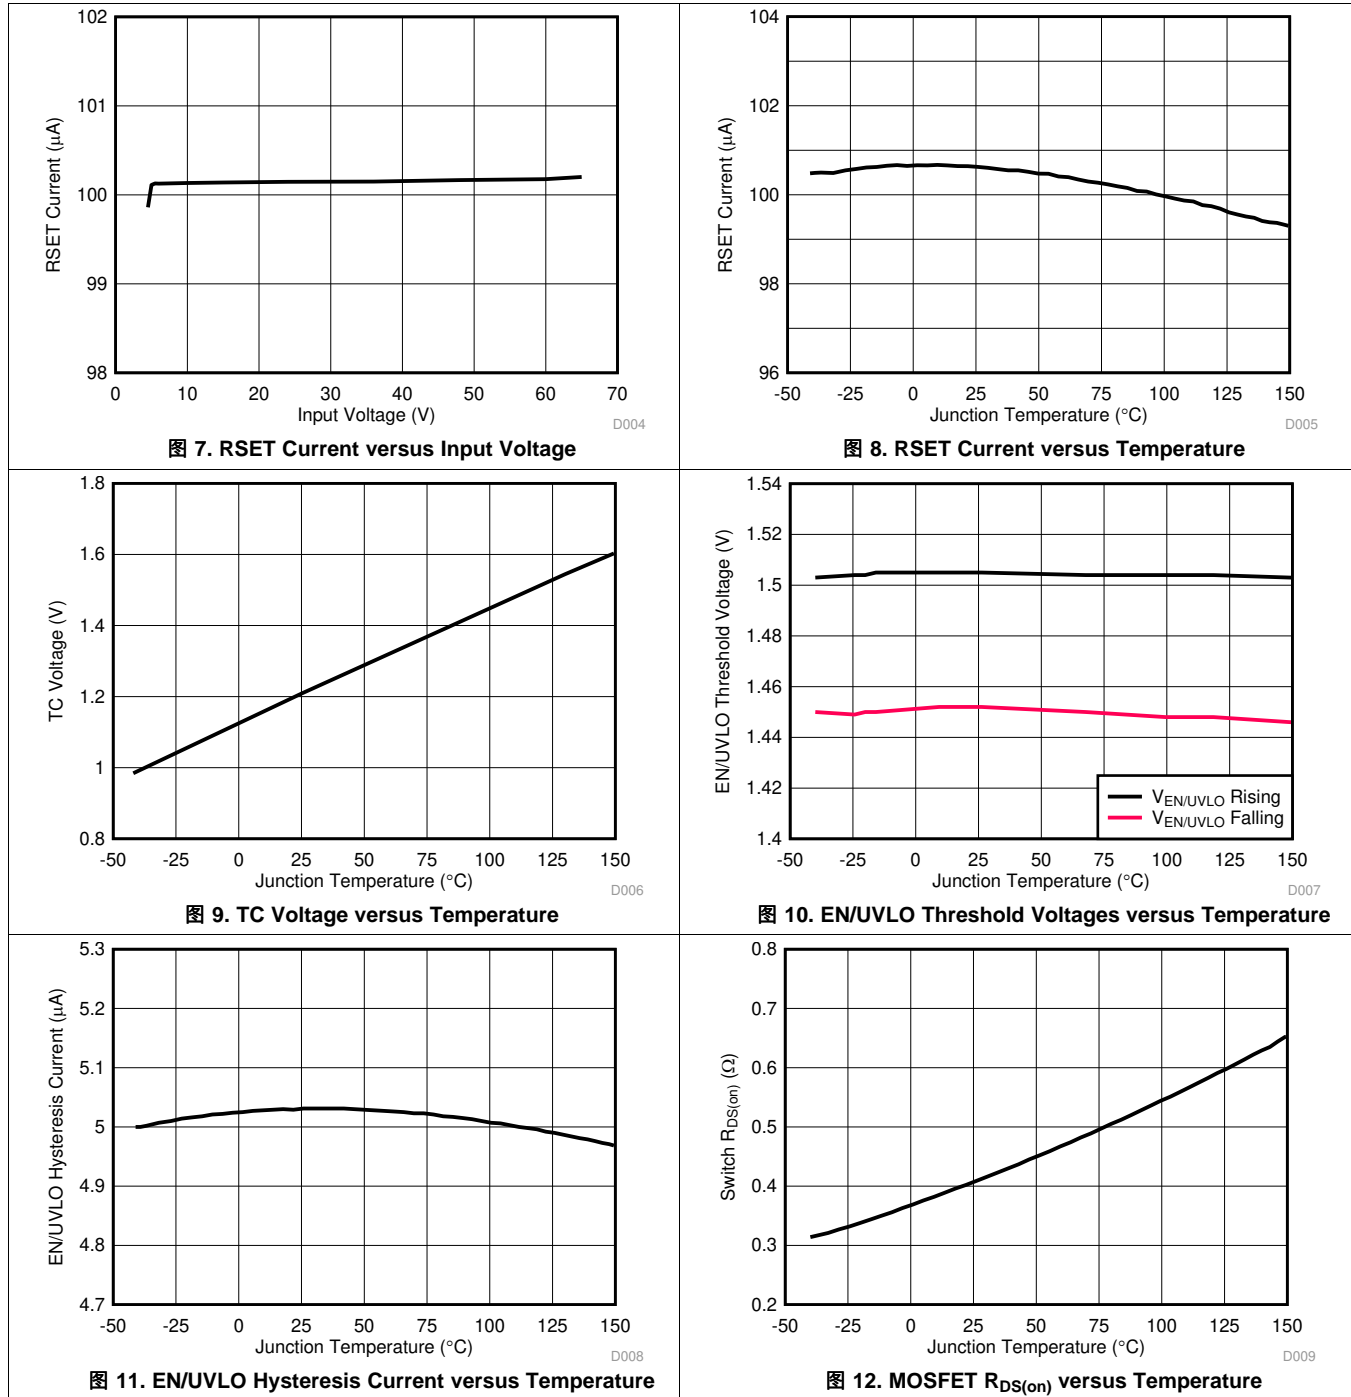 102
101
100
99
98
RSET Current (µA)
0 10 20 30 40 50 60 70
Input Voltage (V)
D004
图 7. RSET Current versus Input Voltage
104
102
100
98
96
RSET Current (µA)
-50 -25 0 25 50 75 100 125 150
Junction Temperature (°C)
D005
图 8. RSET Current versus Temperature
1.8
1.6
1.4
1.2
1
0.8
TC Voltage (V)
-50 -25 0 25 50 75 100 125 150
Junction Temperature (°C)
D006
图 9. TC Voltage versus Temperature
1.54
1.52
1.5
1.48
1.46
1.44
1.42
1.4
EN/UVLO Threshold Voltage (V)
VEN/UVLO Rising
VEN/UVLO Falling
-50 -25 0 25 50 75 100 125 150
Junction Temperature (°C)
D007
图 10. EN/UVLO Threshold Voltages versus Temperature
5.3
5.2
5.1
5
4.9
4.8
4.7
EN/UVLO Hysteresis Current (µA)
-50 -25 0 25 50 75 100 125 150
Junction Temperature (°C)
D008
图 11. EN/UVLO Hysteresis Current versus Temperature
0.8
0.7
0.6
0.5
0.4
0.3
0.2
Switch RDS(on) (Ω)
-50 -25 0 25 50 75 100 125 150
Junction Temperature (°C)
D009
图 12. MOSFET RDS(on) versus Temperature